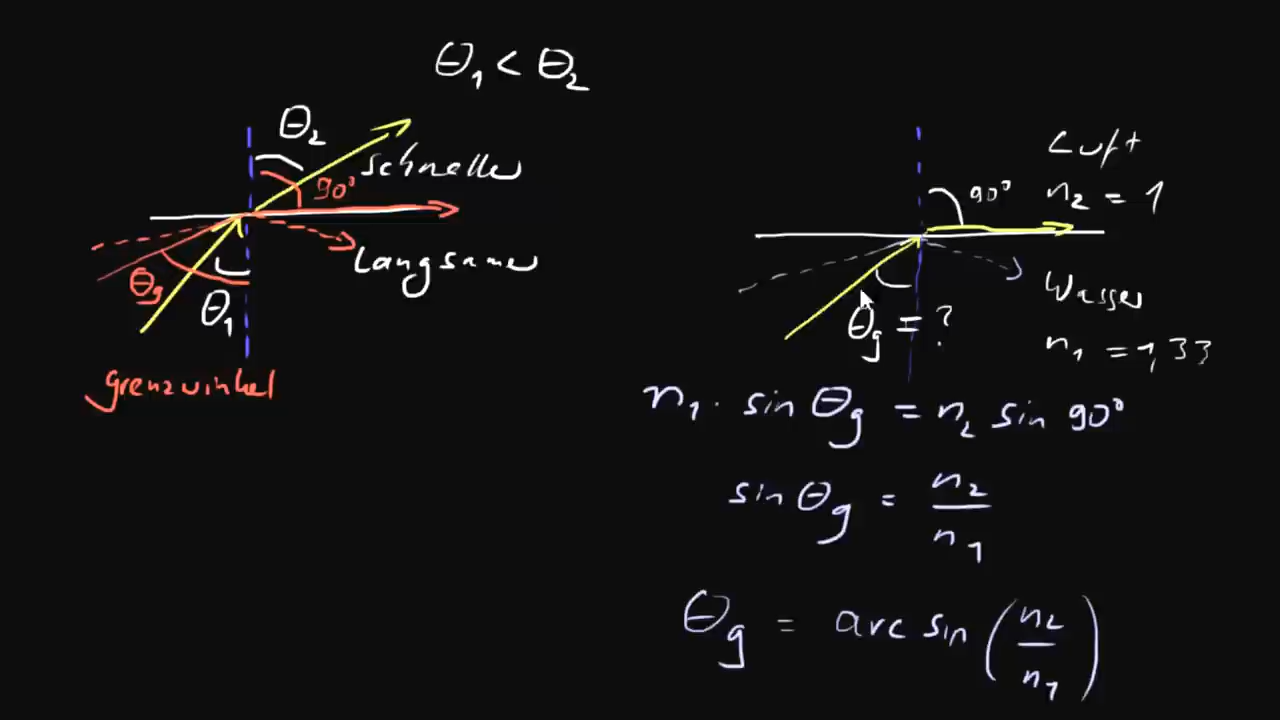 θ₁ < θ₂
θ₂
schneller
90°
langsamer
θg
θ₁
grenzwinkel
Luft
90°
n₂ = 1
Wasser
θg = ?
n₁ = 1,33
n₁ · sin θg = n₂ sin 90°
sin θg = n₂/n₁
θg = arc sin (n₂/n₁)